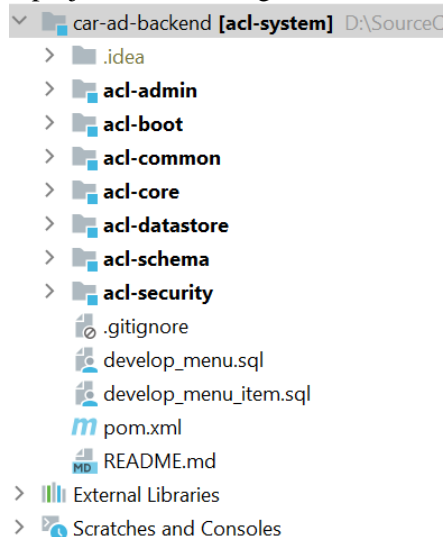 car-ad-backend [acl-system] D:\SourceC
.idea
acl-admin
acl-boot
acl-common
acl-core
acl-datastore
acl-schema
acl-security
.gitignore
develop_menu.sql
develop_menu_item.sql
m pom.xml
MD README.md
External Libraries
Scratches and Consoles